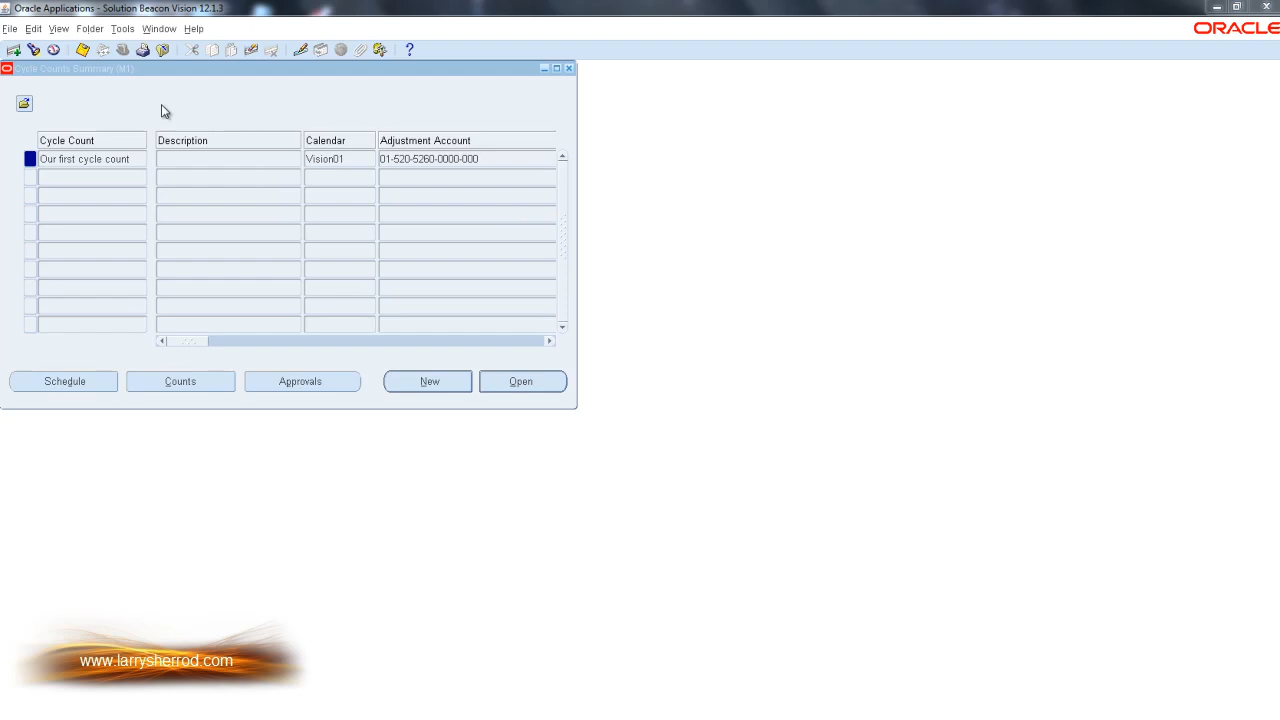 Oracle Applications - Solution Beacon Vision 12.1.3
File Edit View Folder Tools Window Help
ORACLE
Cycle Counts Summary (M1)
Cycle Count Description Calendar Adjustment Account
Our first cycle count Vision01 01-520-5260-0000-000
Schedule Counts Approvals New Open
www.larrysherrod.com